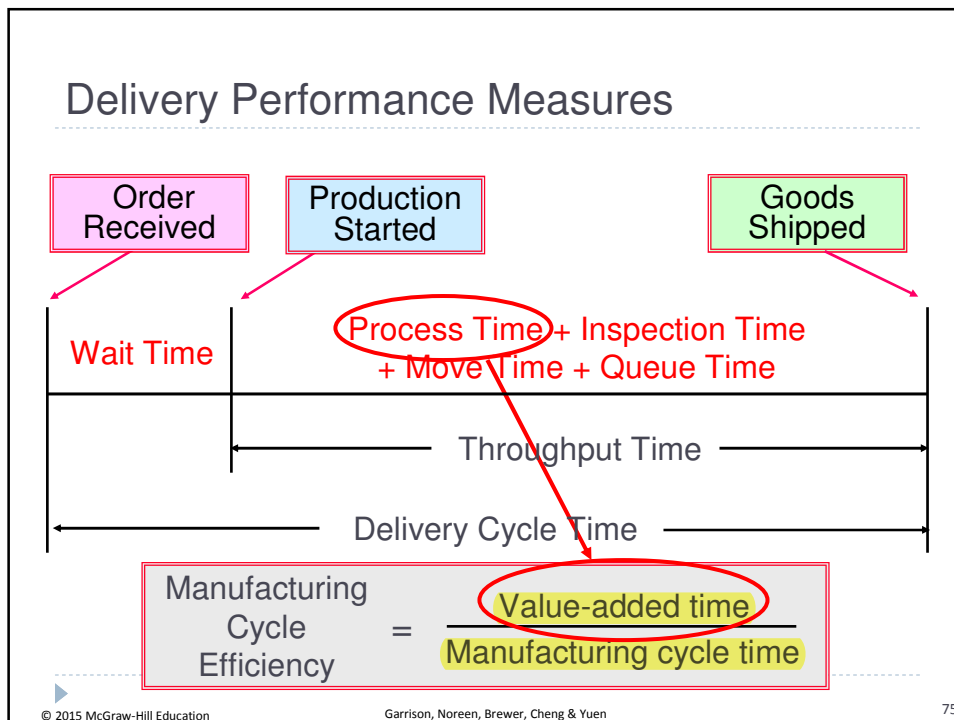 Delivery Performance Measures
Order
Received
Production
Started
Goods
Shipped
Wait Time
Process Time + Inspection Time
+ Move Time + Queue Time
Throughput Time
Delivery Cycle Time
Manufacturing
Cycle
Efficiency
=
Value-added time
Manufacturing cycle time
© 2015 McGraw-Hill Education
Garrison, Noreen, Brewer, Cheng & Yuen
75